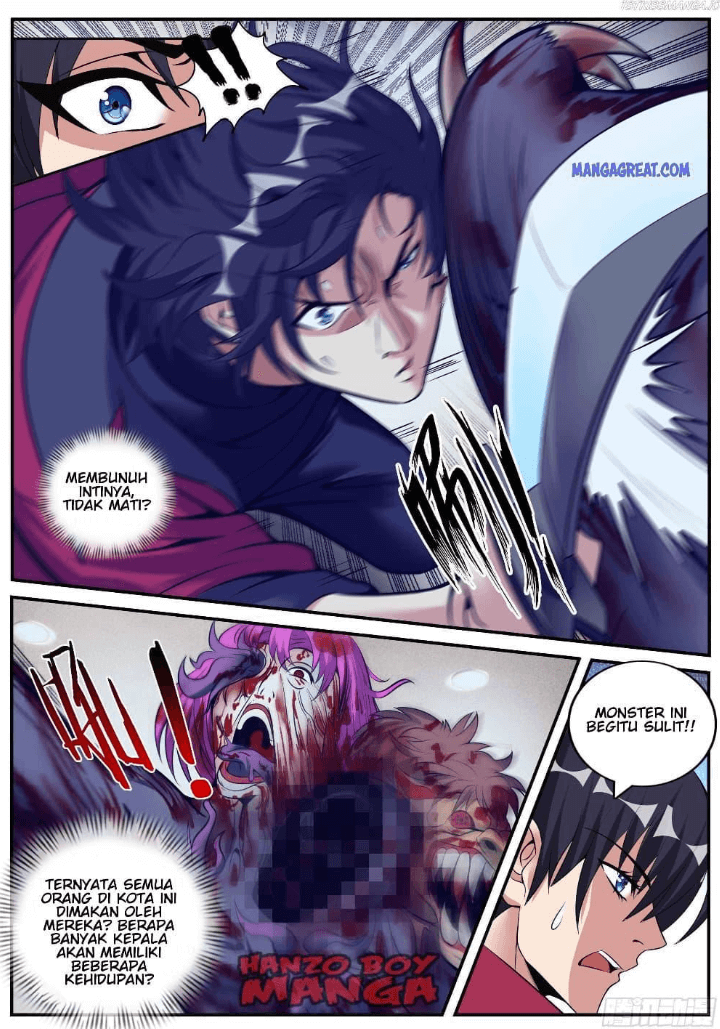 !!
MANGAGREAT.COM
MEMBUNUH
INTINYA,
TIDAK MATI?
MONSTER INI
BEGITU SULIT!!
TERNYATA SEMUA
ORANG DI KOTA INI
DIMAKAN OLEH
MEREKA? BERAPA
BANYAK KEPALA
AKAN MEMILIKI
BEBERAPA
KEHIDUPAN?
HANZO BOY
MANGA